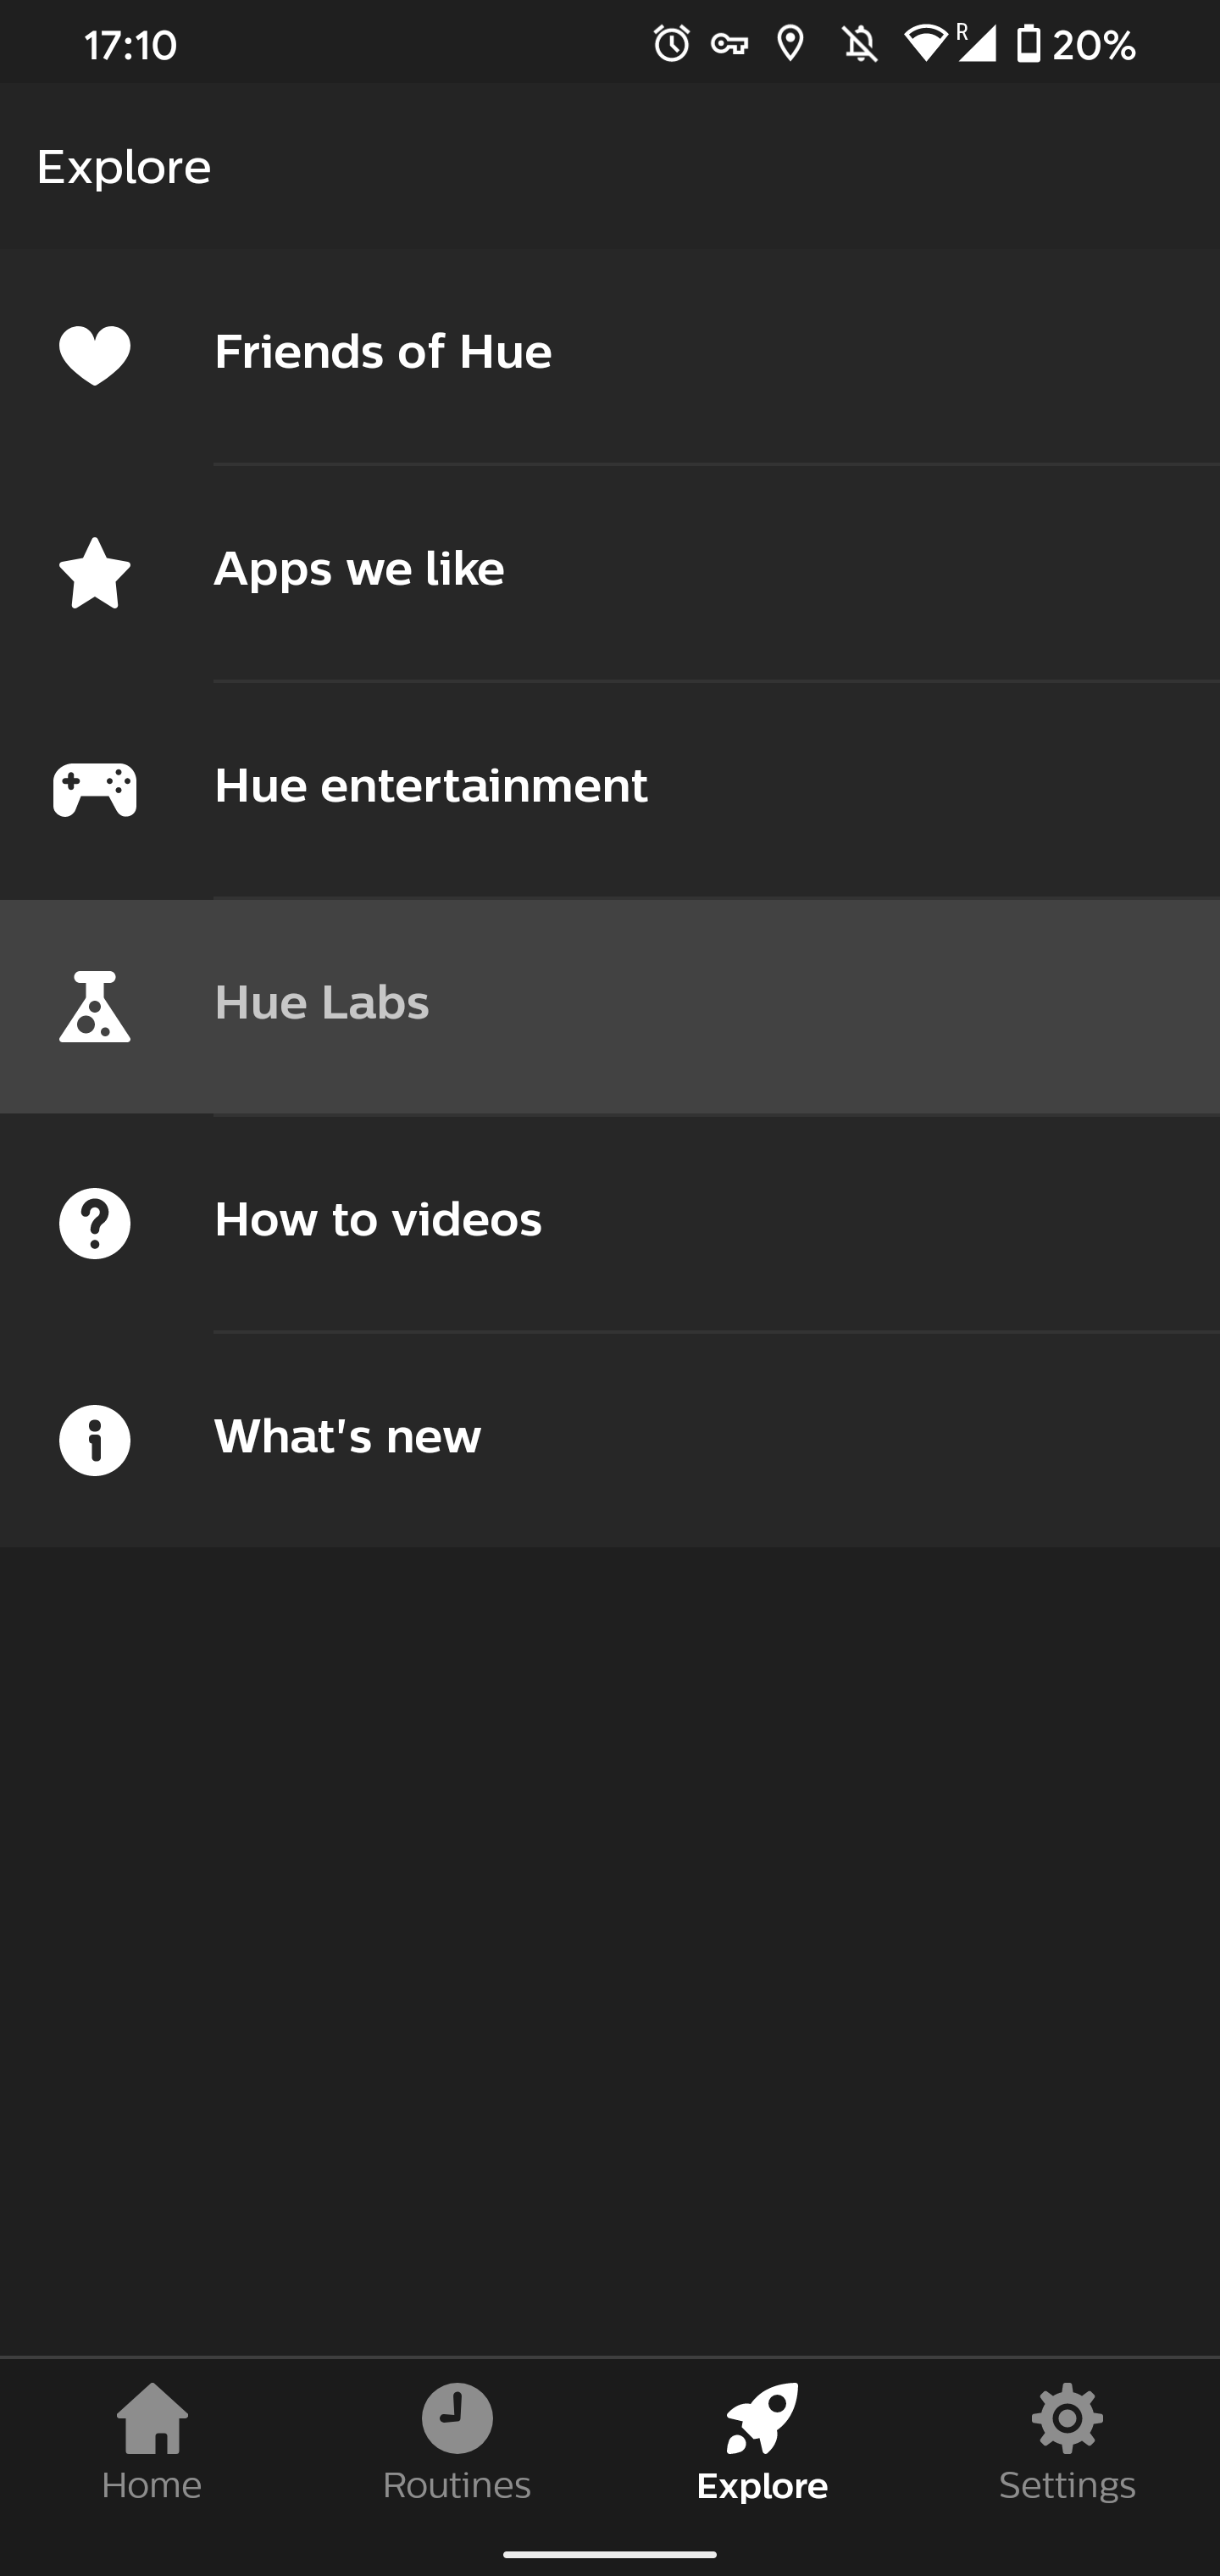 17:10
R
20%
Explore
Friends of Hue
Apps we like
Hue entertainment
Hue Labs
How to videos
What's new
Home
Routines
Explore
Settings